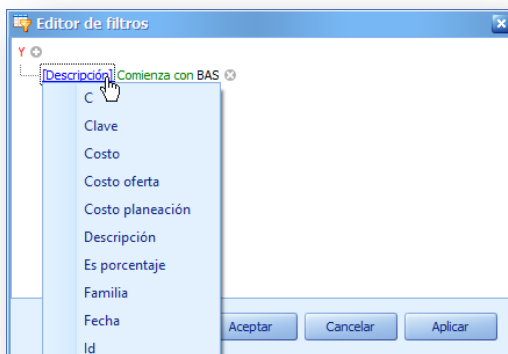 Editor de filtros
Y
[Descripción] Comienza con BAS
C
Clave
Costo
Costo oferta
Costo planeación
Descripción
Es porcentaje
Familia
Fecha
Id
Aceptar Cancelar Aplicar